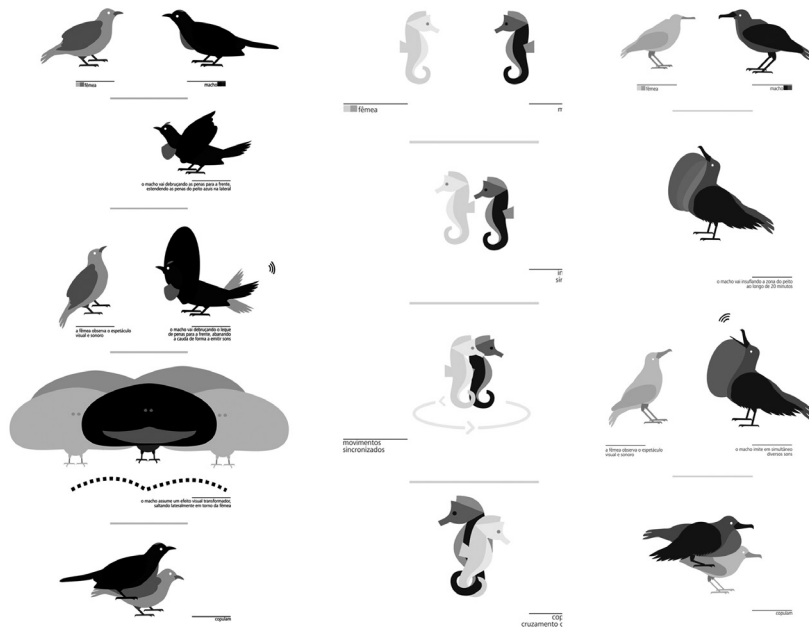 fêmea
macho
o macho vai debruçando as penas para a frente,
estendendo as penas do peito azuis na lateral
a fêmea observa o espetáculo
visual e sonoro
o macho vai debruçando o leque
de penas para a frente, abanando
a cauda de forma a emitir sons
o macho assume um efeito visual transformador,
saltando lateralmente em torno da fêmea
copulam
fêmea
m
sir
movimentos
sincronizados
cop
cruzamento c
fêmea
macho
o macho vai insuflando a zona do peito
ao longo de 20 minutos
a fêmea observa o espetáculo
visual e sonoro
o macho imite em simultâneo
diversos sons
copulam